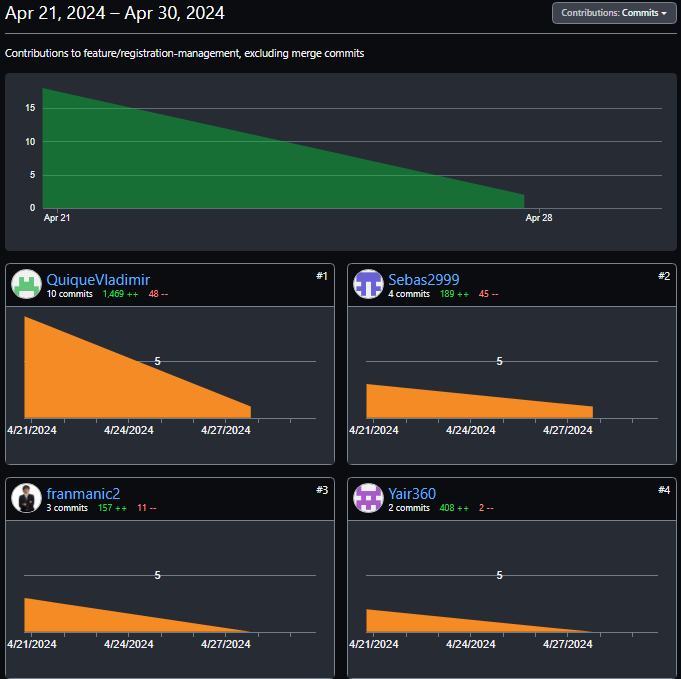 Apr 21, 2024 – Apr 30, 2024
Contributions: Commits
Contributions to feature/registration-management, excluding merge commits
15
10
5
0
Apr 21
Apr 28
QuiqueVladimir
#1
10 commits 1,469 ++ 48 --
5
4/21/2024 4/24/2024 4/27/2024
Sebas2999
#2
4 commits 189 ++ 45 --
5
4/21/2024 4/24/2024 4/27/2024
franmanic2
#3
3 commits 157 ++ 11 --
5
4/21/2024 4/24/2024 4/27/2024
Yair360
#4
2 commits 408 ++ 2 --
5
4/21/2024 4/24/2024 4/27/2024